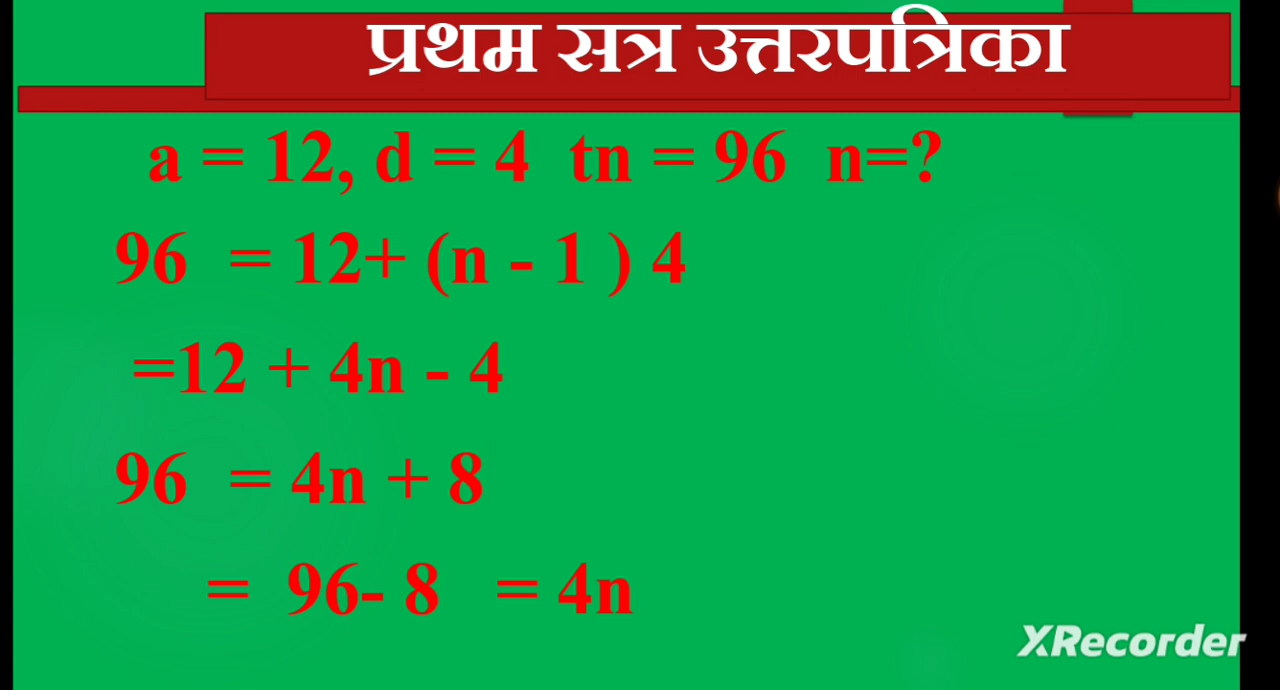 प्रथम सत्र उत्तरपत्रिका
a = 12, d = 4 tn = 96 n=?
96 = 12+ (n - 1 ) 4
=12 + 4n - 4
96 = 4n + 8
= 96- 8 = 4n
XRecorder